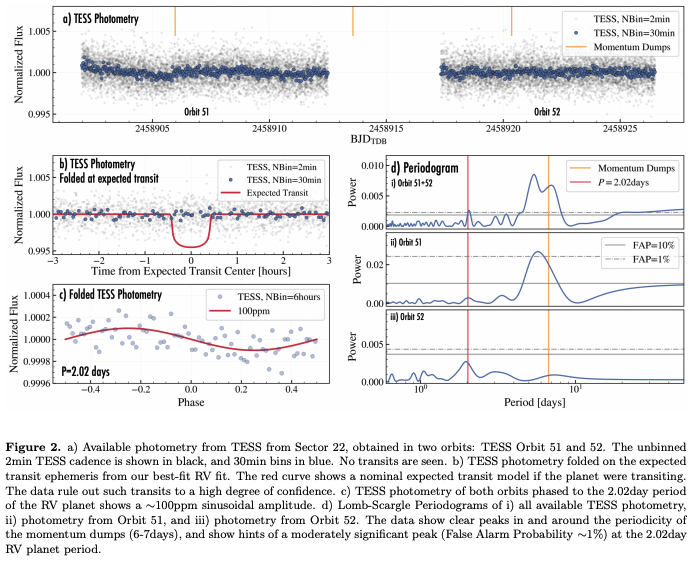 a) TESS Photometry
TESS, NBin=2min
TESS, NBin=30min
Momentum Dumps
Normalized Flux
1.005
1.000
0.995
Orbit 51
Orbit 52
2458905
2458910
2458915
2458920
2458925
BJD_TDB
b) TESS Photometry
Folded at expected transit
TESS, NBin=2min
TESS, NBin=30min
Expected Transit
Normalized Flux
1.005
1.000
0.995
−3
−2
−1
0
1
2
3
Time from Expected Transit Center [hours]
c) Folded TESS Photometry
TESS, NBin=6hours
100ppm
Normalized Flux
1.0004
1.0002
1.0000
0.9998
0.9996
P=2.02 days
−0.4
−0.2
0.0
0.2
0.4
Phase
d) Periodogram
i) Orbit 51+52
Momentum Dumps
P = 2.02days
Power
0.010
0.005
0.000
ii) Orbit 51
FAP=10%
FAP=1%
Power
0.02
0.00
iii) Orbit 52
Power
0.005
0.000
10⁰
10¹
Period [days]
Figure 2. a) Available photometry from TESS from Sector 22, obtained in two orbits: TESS Orbit 51 and 52. The unbinned
2min TESS cadence is shown in black, and 30min bins in blue. No transits are seen. b) TESS photometry folded on the expected
transit ephemeris from our best-fit RV fit. The red curve shows a nominal expected transit model if the planet were transiting.
The data rule out such transits to a high degree of confidence. c) TESS photometry of both orbits phased to the 2.02day period
of the RV planet shows a ∼100ppm sinusoidal amplitude. d) Lomb-Scargle Periodograms of i) all available TESS photometry,
ii) photometry from Orbit 51, and iii) photometry from Orbit 52. The data show clear peaks in and around the periodicity of
the momentum dumps (6-7days), and show hints of a moderately significant peak (False Alarm Probability ∼1%) at the 2.02day
RV planet period.